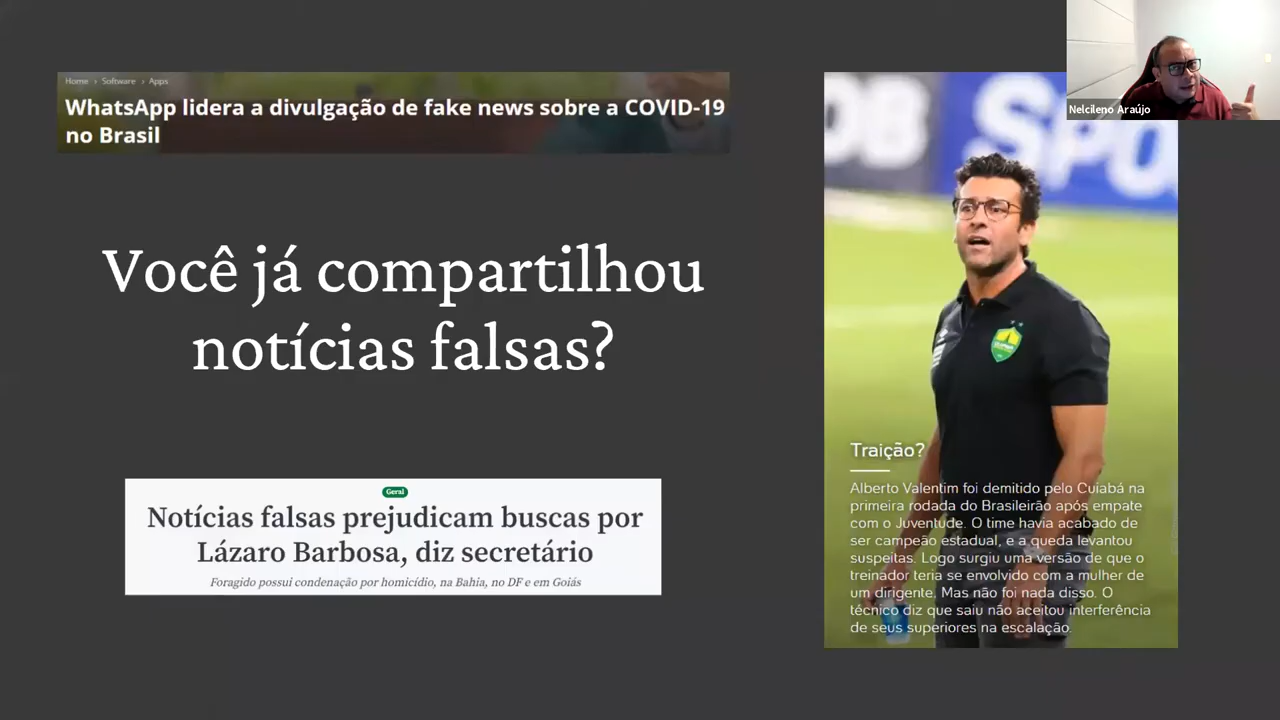 Home › Software › Apps
WhatsApp lidera a divulgação de fake news sobre a COVID-19
no Brasil
Você já compartilhou
notícias falsas?
Geral
Notícias falsas prejudicam buscas por
Lázaro Barbosa, diz secretário
Foragido possui condenação por homicídio, na Bahia, no DF e em Goiás
Nelcileno Araújo
Traição?
Alberto Valentim foi demitido pelo Cuiabá na
primeira rodada do Brasileirão após empate
com o Juventude. O time havia acabado de
ser campeão estadual, e a queda levantou
suspeitas. Logo surgiu uma versão de que o
treinador teria se envolvido com a mulher de
um dirigente. Mas não foi nada disso. O
técnico diz que saiu não aceitou interferência
de seus superiores na escalação.